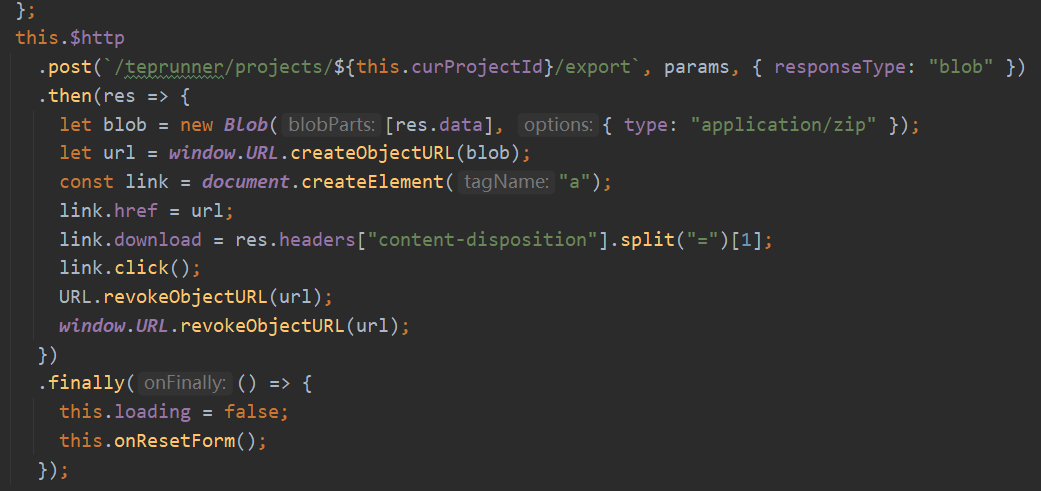 };
this.$http
.post(`/teprunner/projects/${this.curProjectId}/export`, params, { responseType: "blob" })
.then(res => {
let blob = new Blob( blobParts: [res.data], options: { type: "application/zip" });
let url = window.URL.createObjectURL(blob);
const link = document.createElement( tagName: "a");
link.href = url;
link.download = res.headers["content-disposition"].split("=")[1];
link.click();
URL.revokeObjectURL(url);
window.URL.revokeObjectURL(url);
})
.finally( onFinally: () => {
this.loading = false;
this.onResetForm();
});